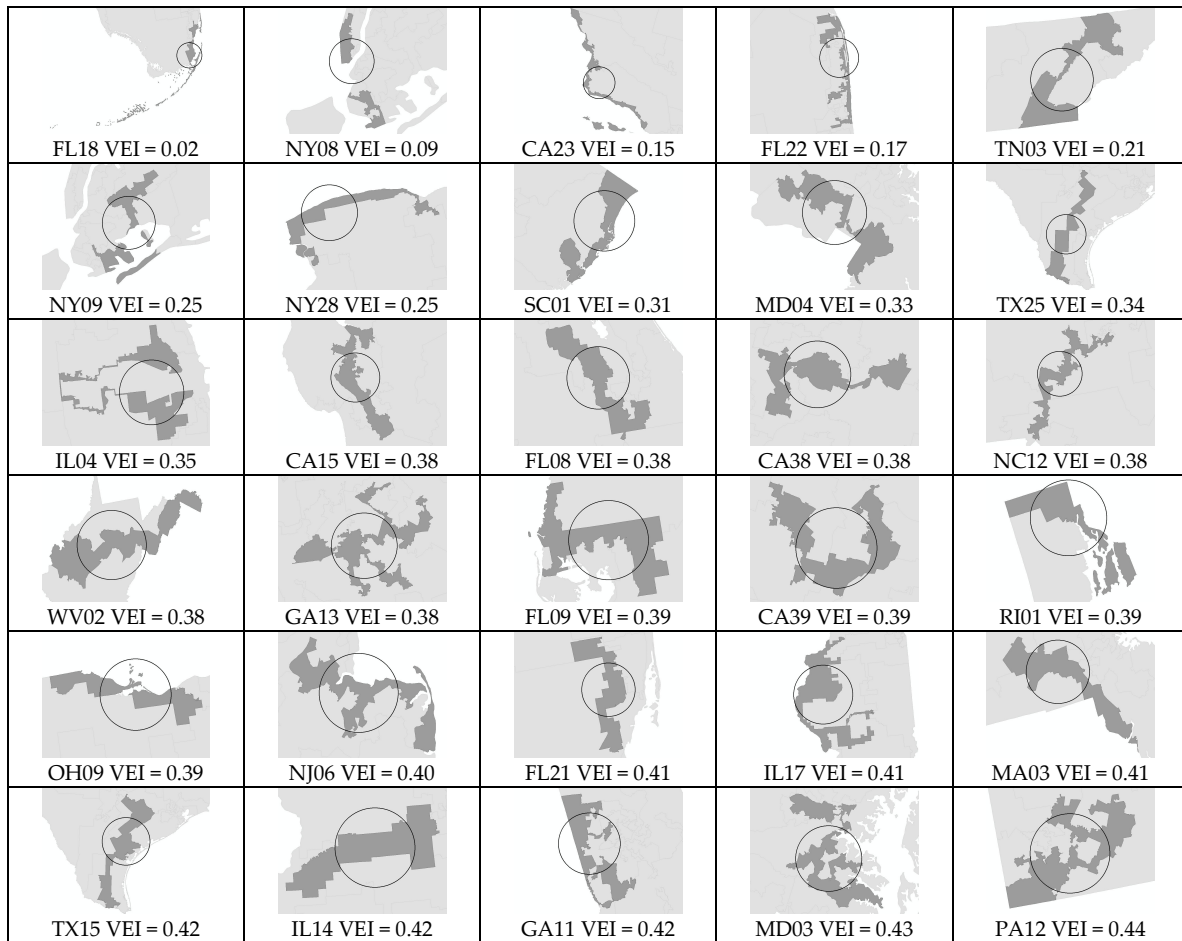 FL18 VEI = 0.02 NY08 VEI = 0.09 CA23 VEI = 0.15 FL22 VEI = 0.17 TN03 VEI = 0.21
NY09 VEI = 0.25 NY28 VEI = 0.25 SC01 VEI = 0.31 MD04 VEI = 0.33 TX25 VEI = 0.34
IL04 VEI = 0.35 CA15 VEI = 0.38 FL08 VEI = 0.38 CA38 VEI = 0.38 NC12 VEI = 0.38
WV02 VEI = 0.38 GA13 VEI = 0.38 FL09 VEI = 0.39 CA39 VEI = 0.39 RI01 VEI = 0.39
OH09 VEI = 0.39 NJ06 VEI = 0.40 FL21 VEI = 0.41 IL17 VEI = 0.41 MA03 VEI = 0.41
TX15 VEI = 0.42 IL14 VEI = 0.42 GA11 VEI = 0.42 MD03 VEI = 0.43 PA12 VEI = 0.44